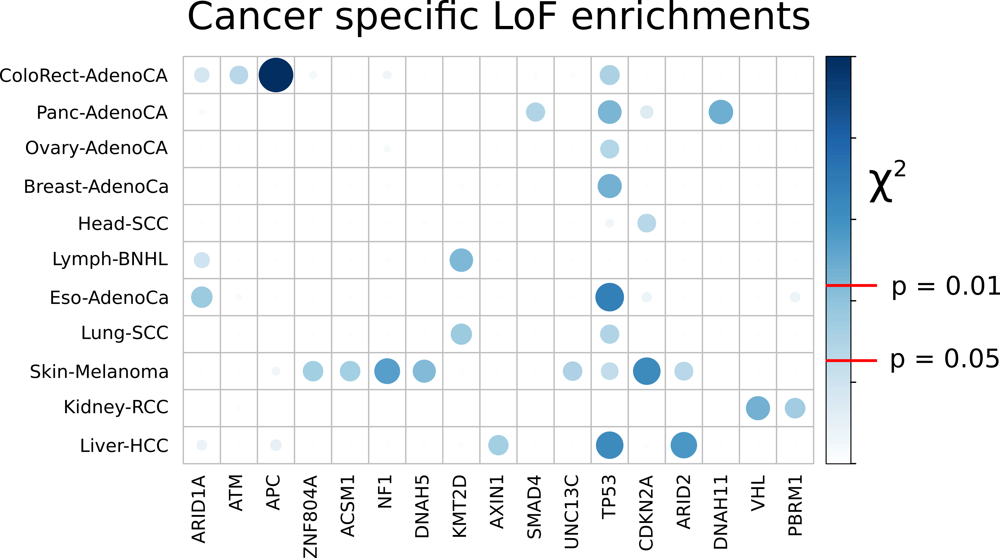 Cancer specific LoF enrichments
ColoRect-AdenoCA
Panc-AdenoCA
Ovary-AdenoCA
Breast-AdenoCa
Head-SCC
Lymph-BNHL
Eso-AdenoCa
Lung-SCC
Skin-Melanoma
Kidney-RCC
Liver-HCC
χ²
p = 0.01
p = 0.05
ARID1A
ATM
APC
ZNF804A
ACSM1
NF1
DNAH5
KMT2D
AXIN1
SMAD4
UNC13C
TP53
CDKN2A
ARID2
DNAH11
VHL
PBRM1